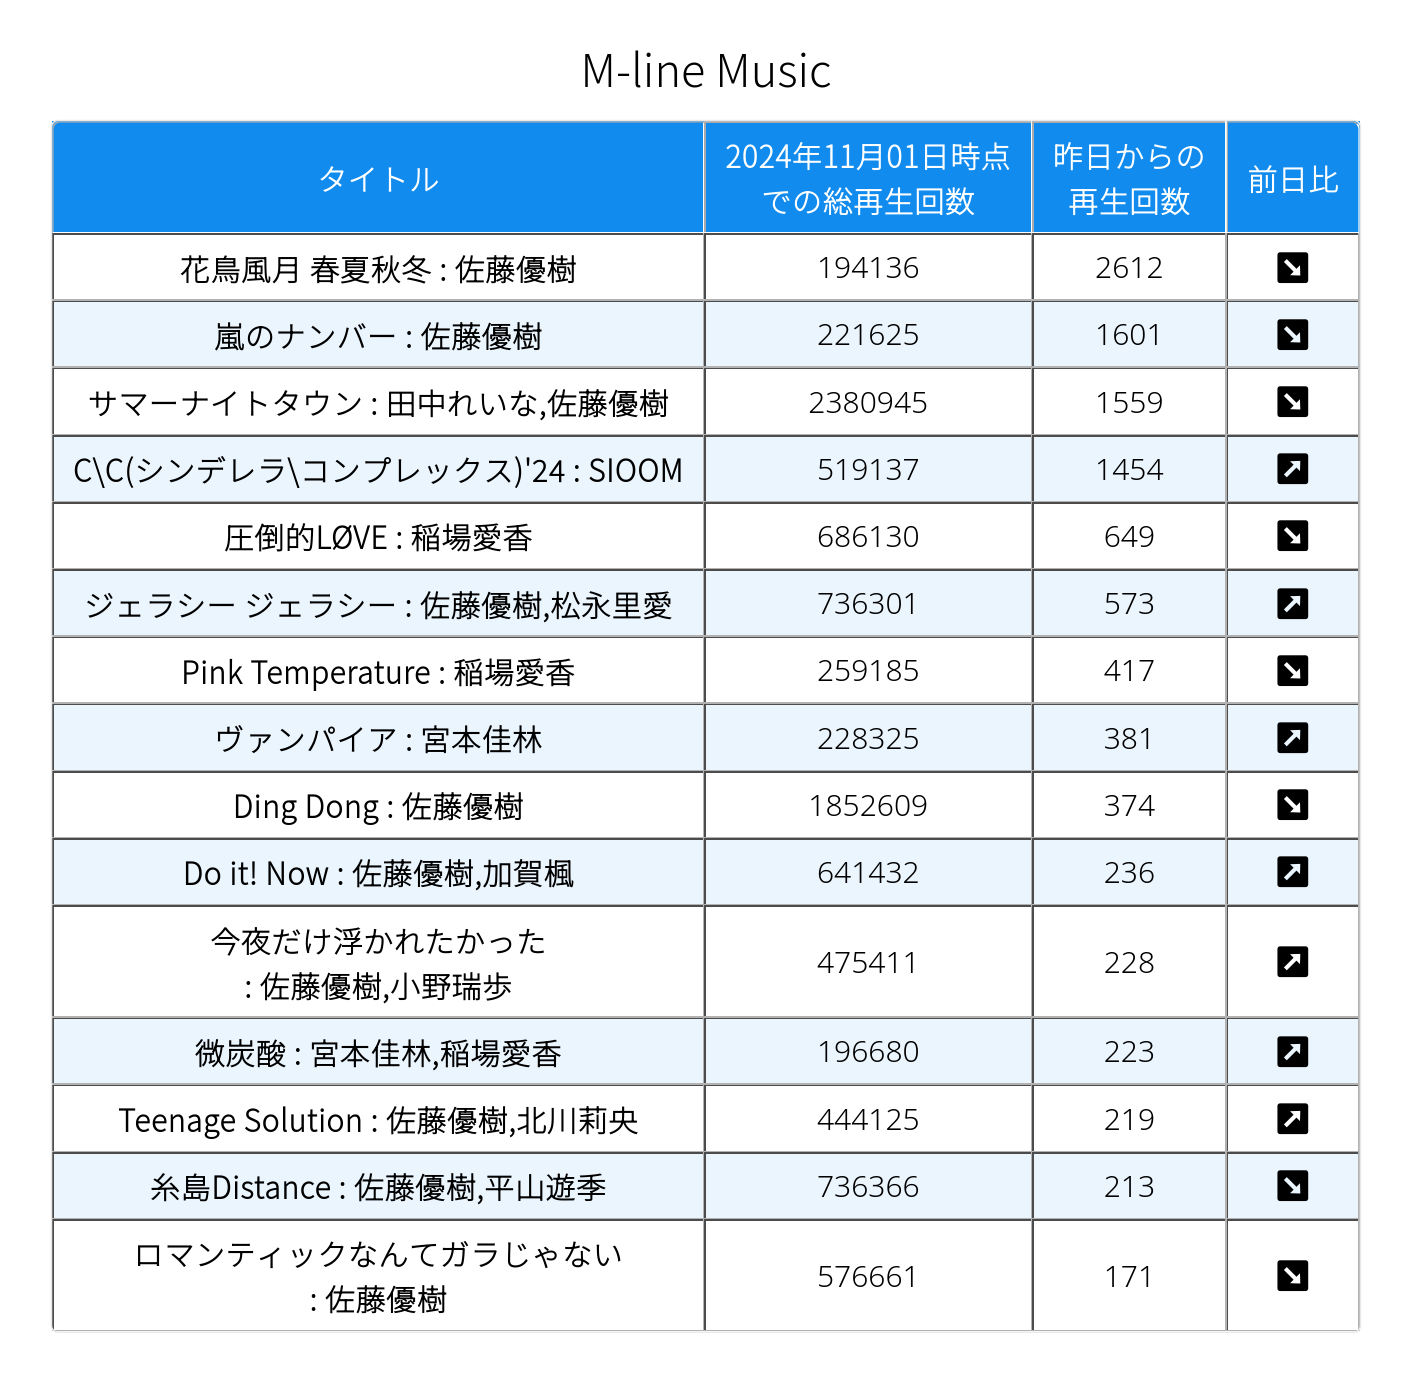 M-line Music
タイトル
2024年11月01日時点
での総再生回数
昨日からの
再生回数
前日比
花鳥風月 春夏秋冬 : 佐藤優樹 194136 2612 ↘
嵐のナンバー : 佐藤優樹 221625 1601 ↘
サマーナイトタウン : 田中れいな,佐藤優樹 2380945 1559 ↘
C\C(シンデレラ\コンプレックス)'24 : SIOOM 519137 1454 ↗
圧倒的LØVE : 稲場愛香 686130 649 ↘
ジェラシー ジェラシー : 佐藤優樹,松永里愛 736301 573 ↗
Pink Temperature : 稲場愛香 259185 417 ↘
ヴァンパイア : 宮本佳林 228325 381 ↗
Ding Dong : 佐藤優樹 1852609 374 ↘
Do it! Now : 佐藤優樹,加賀楓 641432 236 ↗
今夜だけ浮かれたかった
: 佐藤優樹,小野瑞歩 475411 228 ↗
微炭酸 : 宮本佳林,稲場愛香 196680 223 ↗
Teenage Solution : 佐藤優樹,北川莉央 444125 219 ↗
糸島Distance : 佐藤優樹,平山遊季 736366 213 ↘
ロマンティックなんてガラじゃない
: 佐藤優樹 576661 171 ↘